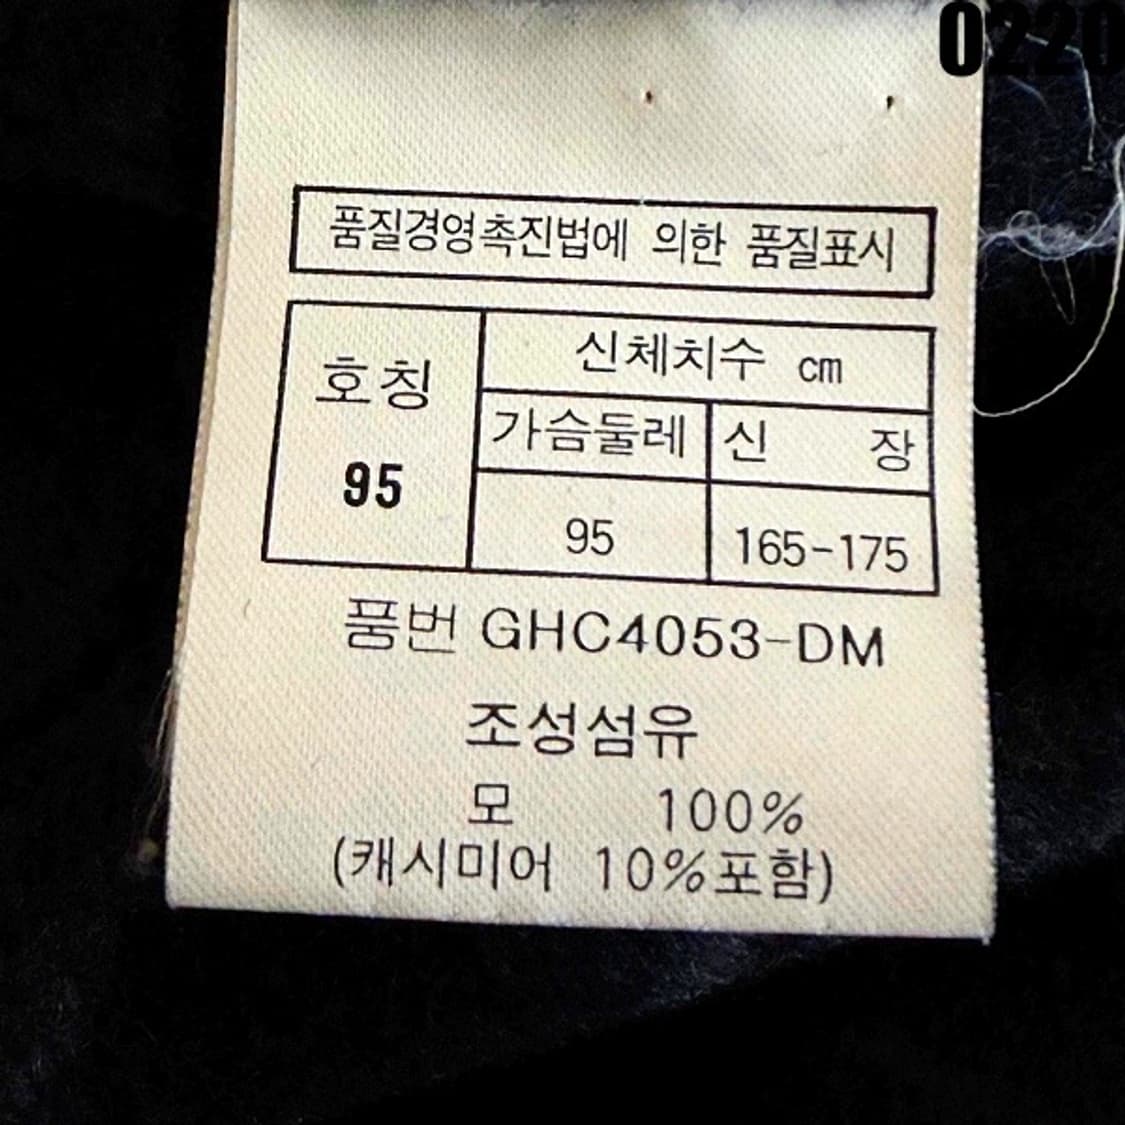 0220
품질경영촉진법에 의한 품질표시
호칭 신체치수 cm
가슴둘레 신 장
95 95 165-175
품번 GHC4053-DM
조성섬유
모 100%
(캐시미어 10%포함)